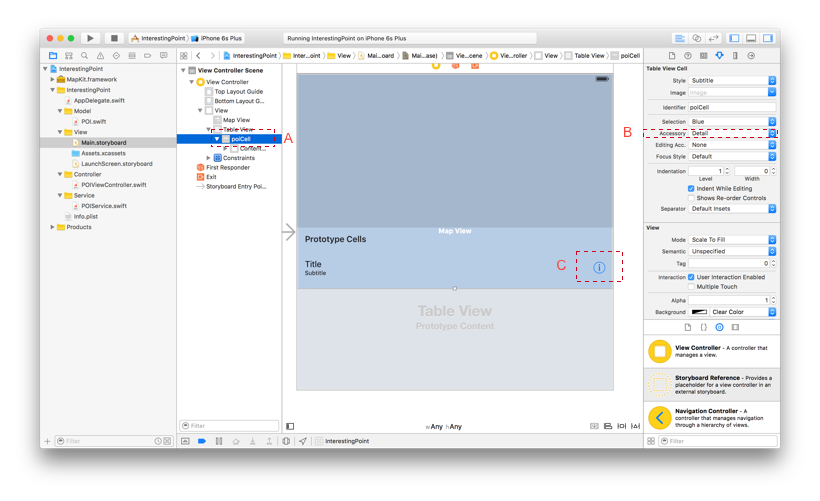 InterestingPoint
iPhone 6s Plus
Running InterestingPoint on iPhone 6s Plus
InterestingPoint
Inter...oint
View
Mai...oard
Mai...ase)
Vie...cene
Vie...roller
View
Table View
poiCell
InterestingPoint
MapKit.framework
InterestingPoint
AppDelegate.swift
Model
POI.swift
View
Main.storyboard
Assets.xcassets
LaunchScreen.storyboard
Controller
POIViewController.swift
Service
POIService.swift
Info.plist
Products
Filter
View Controller Scene
View Controller
Top Layout Guide
Bottom Layout G...
View
Map View
Table View
poiCell
Content...
Constraints
First Responder
Exit
Storyboard Entry Poi...
Filter
A
Map View
Prototype Cells
Title
Subtitle
C
Table View
Prototype Content
wAny hAny
InterestingPoint
B
Table View Cell
Style Subtitle
Image Image
Identifier poiCell
Selection Blue
Accessory Detail
Editing Acc. None
Focus Style Default
Indentation 1 0
Level Width
Indent While Editing
Shows Re-order Controls
Separator Default Insets
View
Mode Scale To Fill
Semantic Unspecified
Tag 0
Interaction User Interaction Enabled
Multiple Touch
Alpha 1
Background Clear Color
View Controller - A controller that
manages a view.
Storyboard Reference - Provides a
placeholder for a view controller in an
external storyboard.
Navigation Controller - A
controller that manages navigation
through a hierarchy of views.
Filter